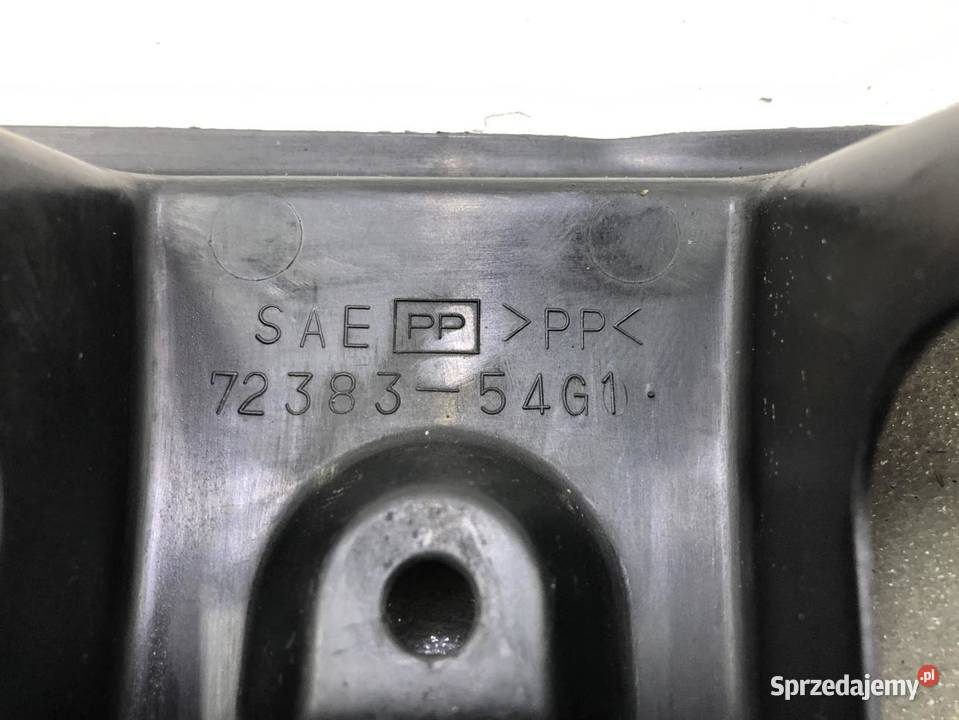 SAE PP >PP<
72383-54G1
Sprzedajemy.pl